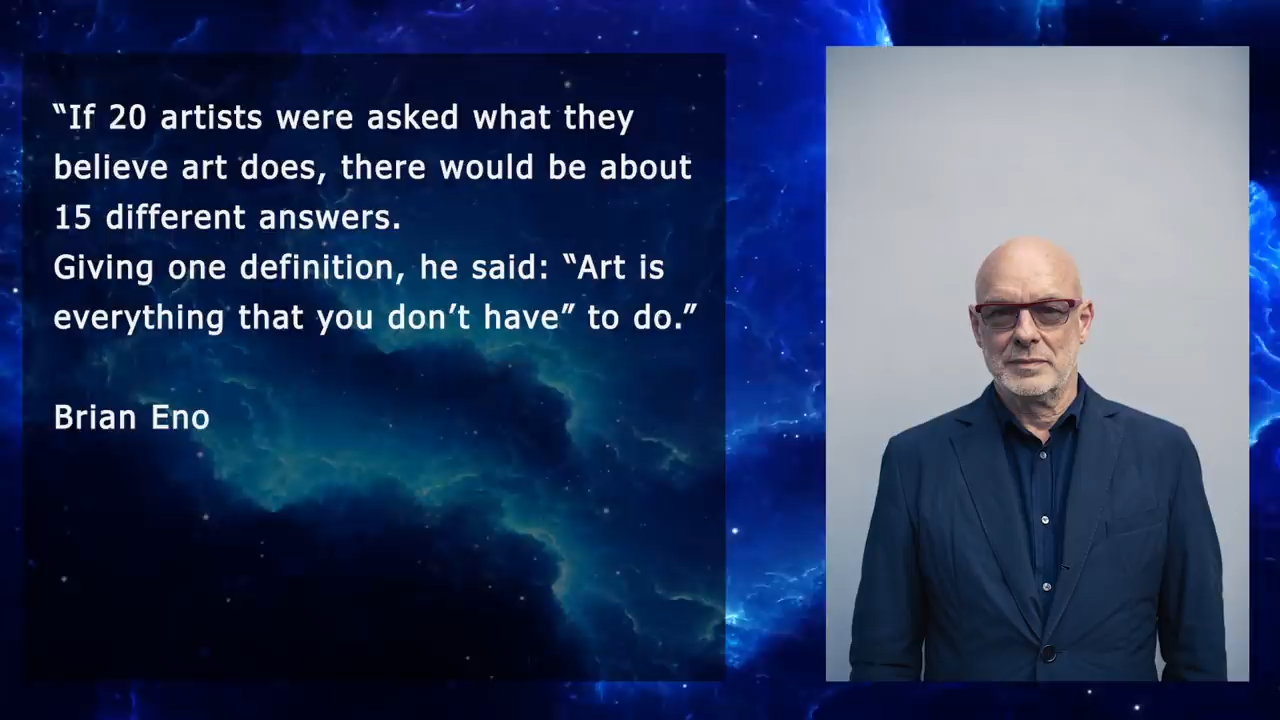 “If 20 artists were asked what they
believe art does, there would be about
15 different answers.
Giving one definition, he said: “Art is
everything that you don’t have” to do.”
Brian Eno